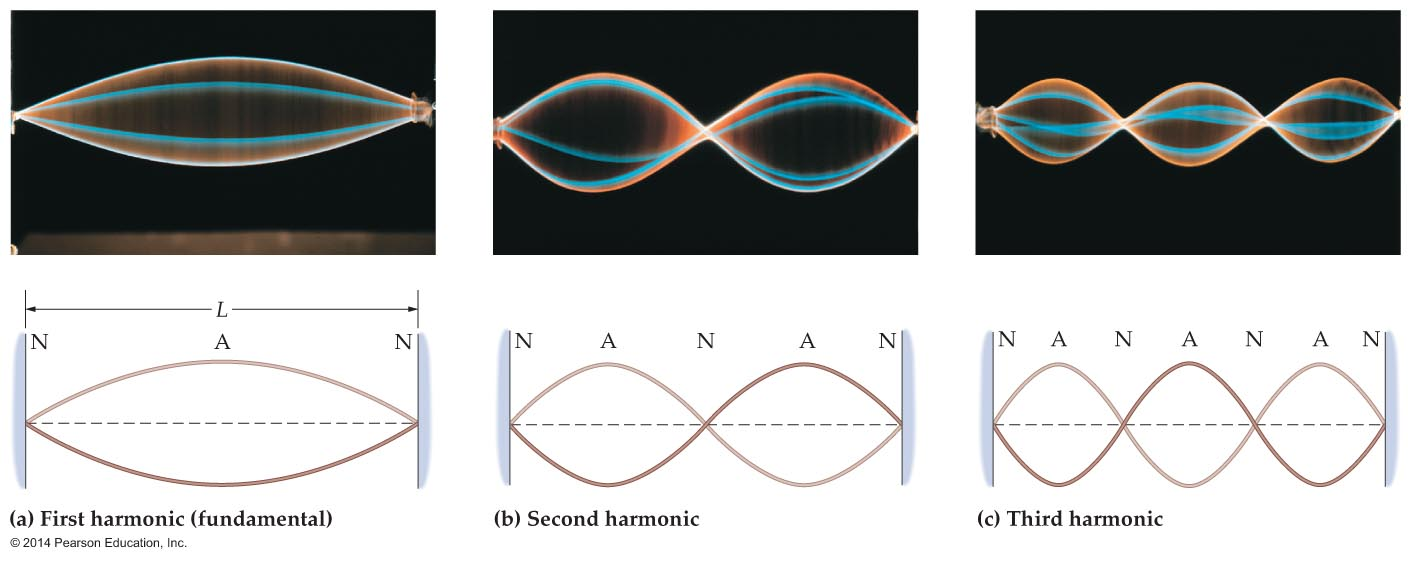 L
N A N
N A N A N
N A N A N A N
(a) First harmonic (fundamental)
(b) Second harmonic
(c) Third harmonic
© 2014 Pearson Education, Inc.